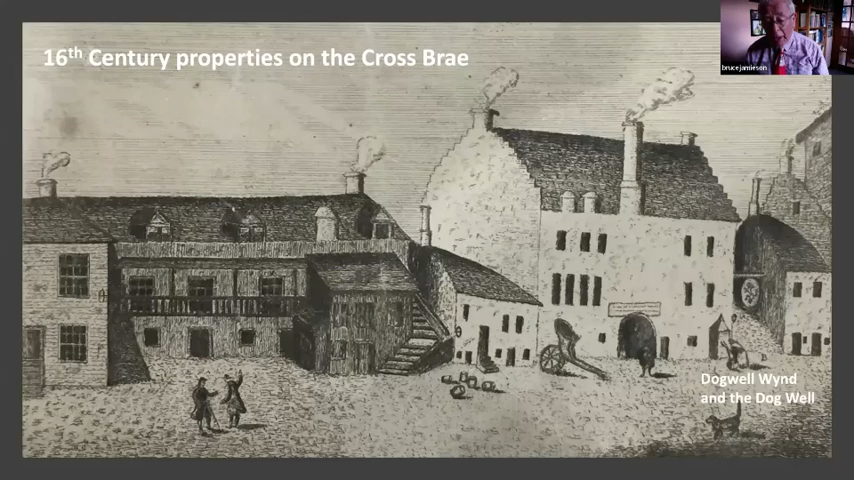 16th Century properties on the Cross Brae
brucejamieson
Dogwell Wynd
and the Dog Well